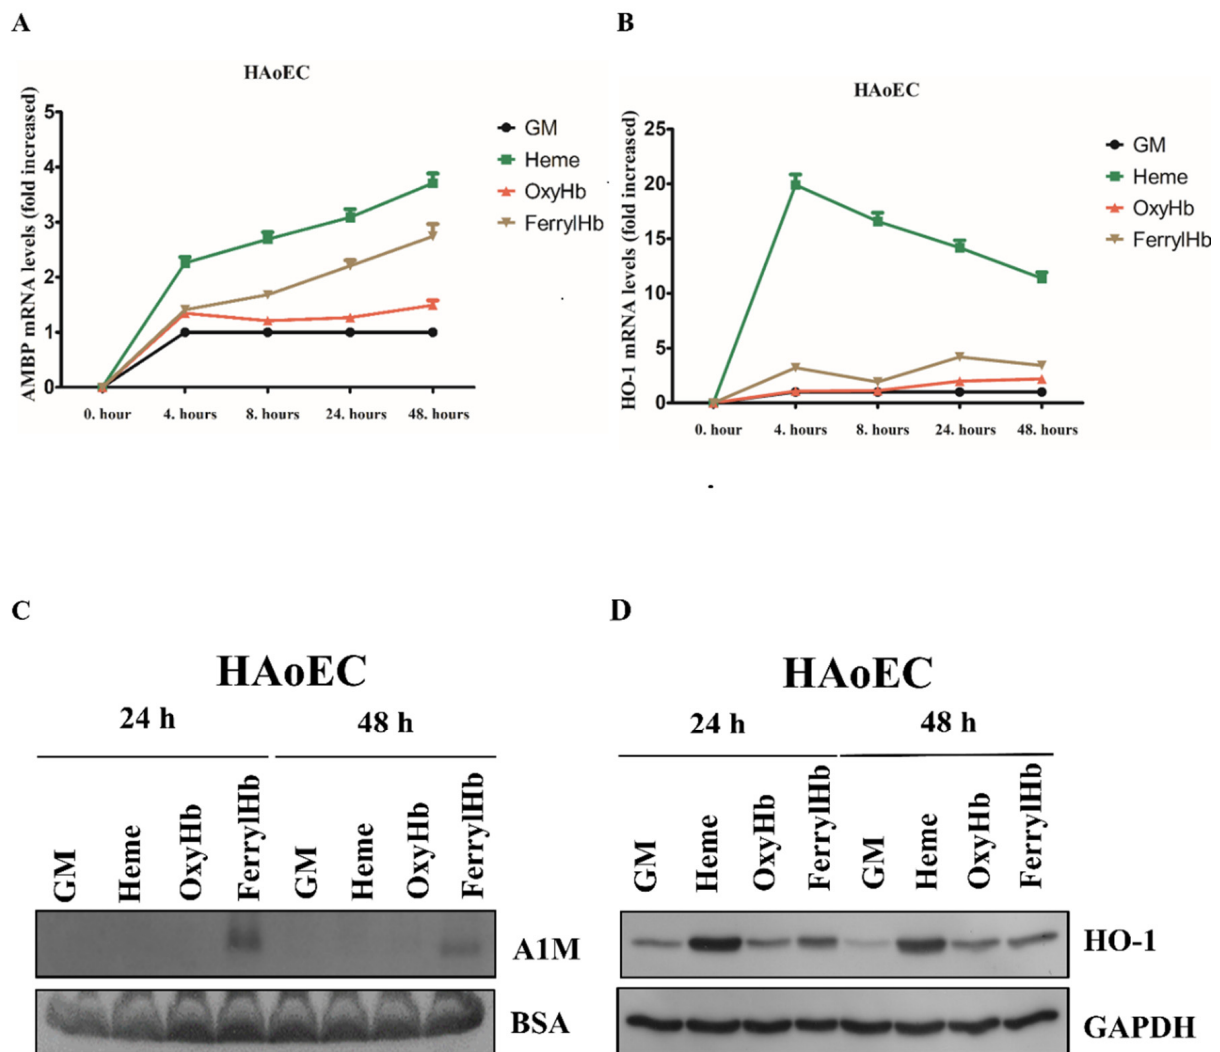 A
HAoEC
AMBP mRNA levels (fold increased)
5
4
3
2
1
0
0. hour 4. hours 8. hours 24. hours 48. hours
GM
Heme
OxyHb
FerrylHb
B
HAoEC
HO-1 mRNA levels (fold increased)
25
20
15
10
5
0
0. hour 4. hours 8. hours 24. hours 48. hours
GM
Heme
OxyHb
FerrylHb
C
HAoEC
24 h 48 h
GM Heme OxyHb FerrylHb GM Heme OxyHb FerrylHb
A1M
BSA
D
HAoEC
24 h 48 h
GM Heme OxyHb FerrylHb GM Heme OxyHb FerrylHb
HO-1
GAPDH